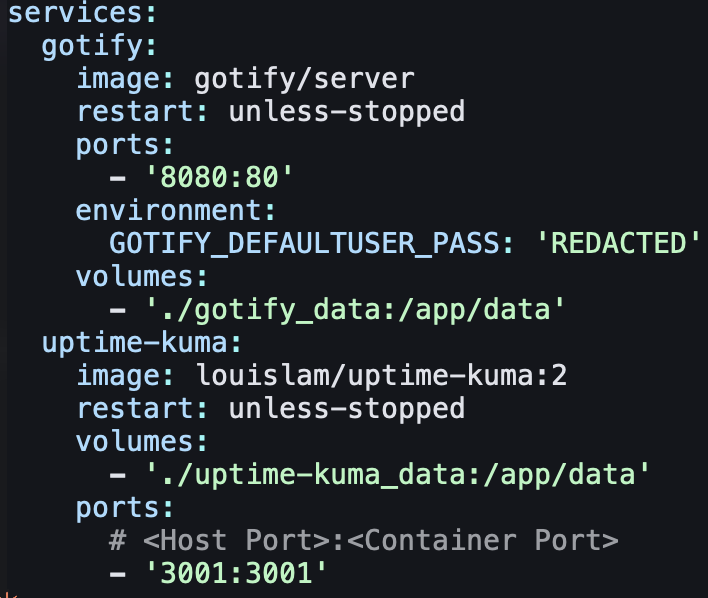 services:
  gotify:
    image: gotify/server
    restart: unless-stopped
    ports:
      - '8080:80'
    environment:
      GOTIFY_DEFAULTUSER_PASS: 'REDACTED'
    volumes:
      - './gotify_data:/app/data'
  uptime-kuma:
    image: louislam/uptime-kuma:2
    restart: unless-stopped
    volumes:
      - './uptime-kuma_data:/app/data'
    ports:
      # <Host Port>:<Container Port>
      - '3001:3001'